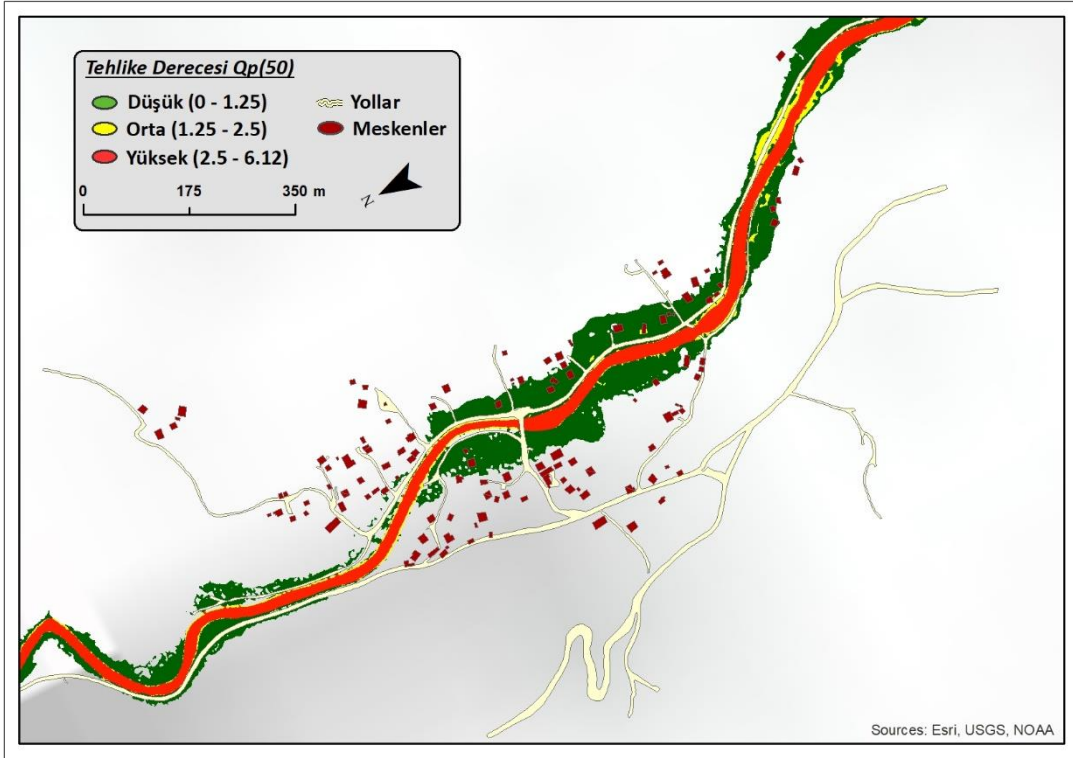 Tehlike Derecesi Qp(50)
Düşük (0 - 1.25)
Orta (1.25 - 2.5)
Yüksek (2.5 - 6.12)
Yollar
Meskenler
0 175 350 m
N
Sources: Esri, USGS, NOAA